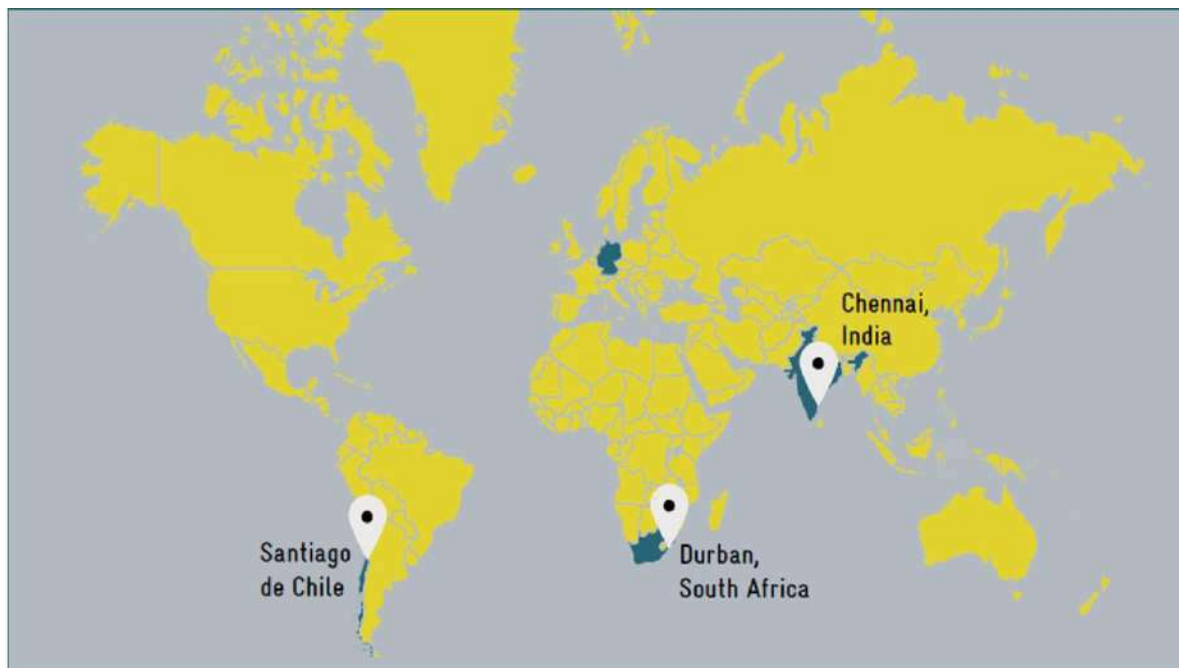 Chennai,
India
Santiago
de Chile
Durban,
South Africa